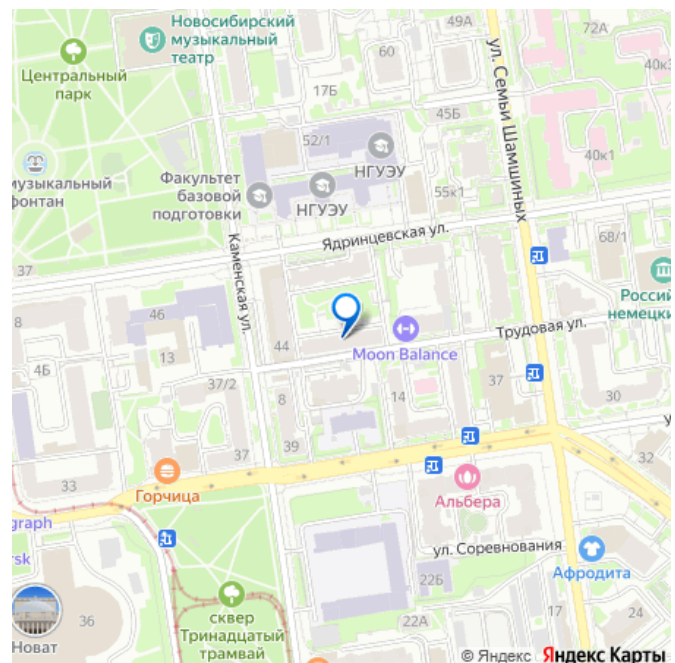 Новосибирский
музыкальный
театр
49А
72А
40к3
60
Центральный
парк
17Б
ул. Семьи Шамшиных
45Б
52/1
НГУЭУ
40к1
музыкальный
фонтан
Факультет
базовой
подготовки
НГУЭУ
55к1
Каменская ул.
Ядринцевская ул.
68/1
37
Россий
немецки
8
46
Трудовая ул.
13
44
Moon Balance
4Б
37/2
37
8
14
30
39
У
37
32
33
Горчица
graph
Альбера
rsk
ул. Соревнования
Афродита
22Б
36
сквер
Тринадцатый
трамвай
17
24
22А
Новат
© Яндекс Яндекс Карты